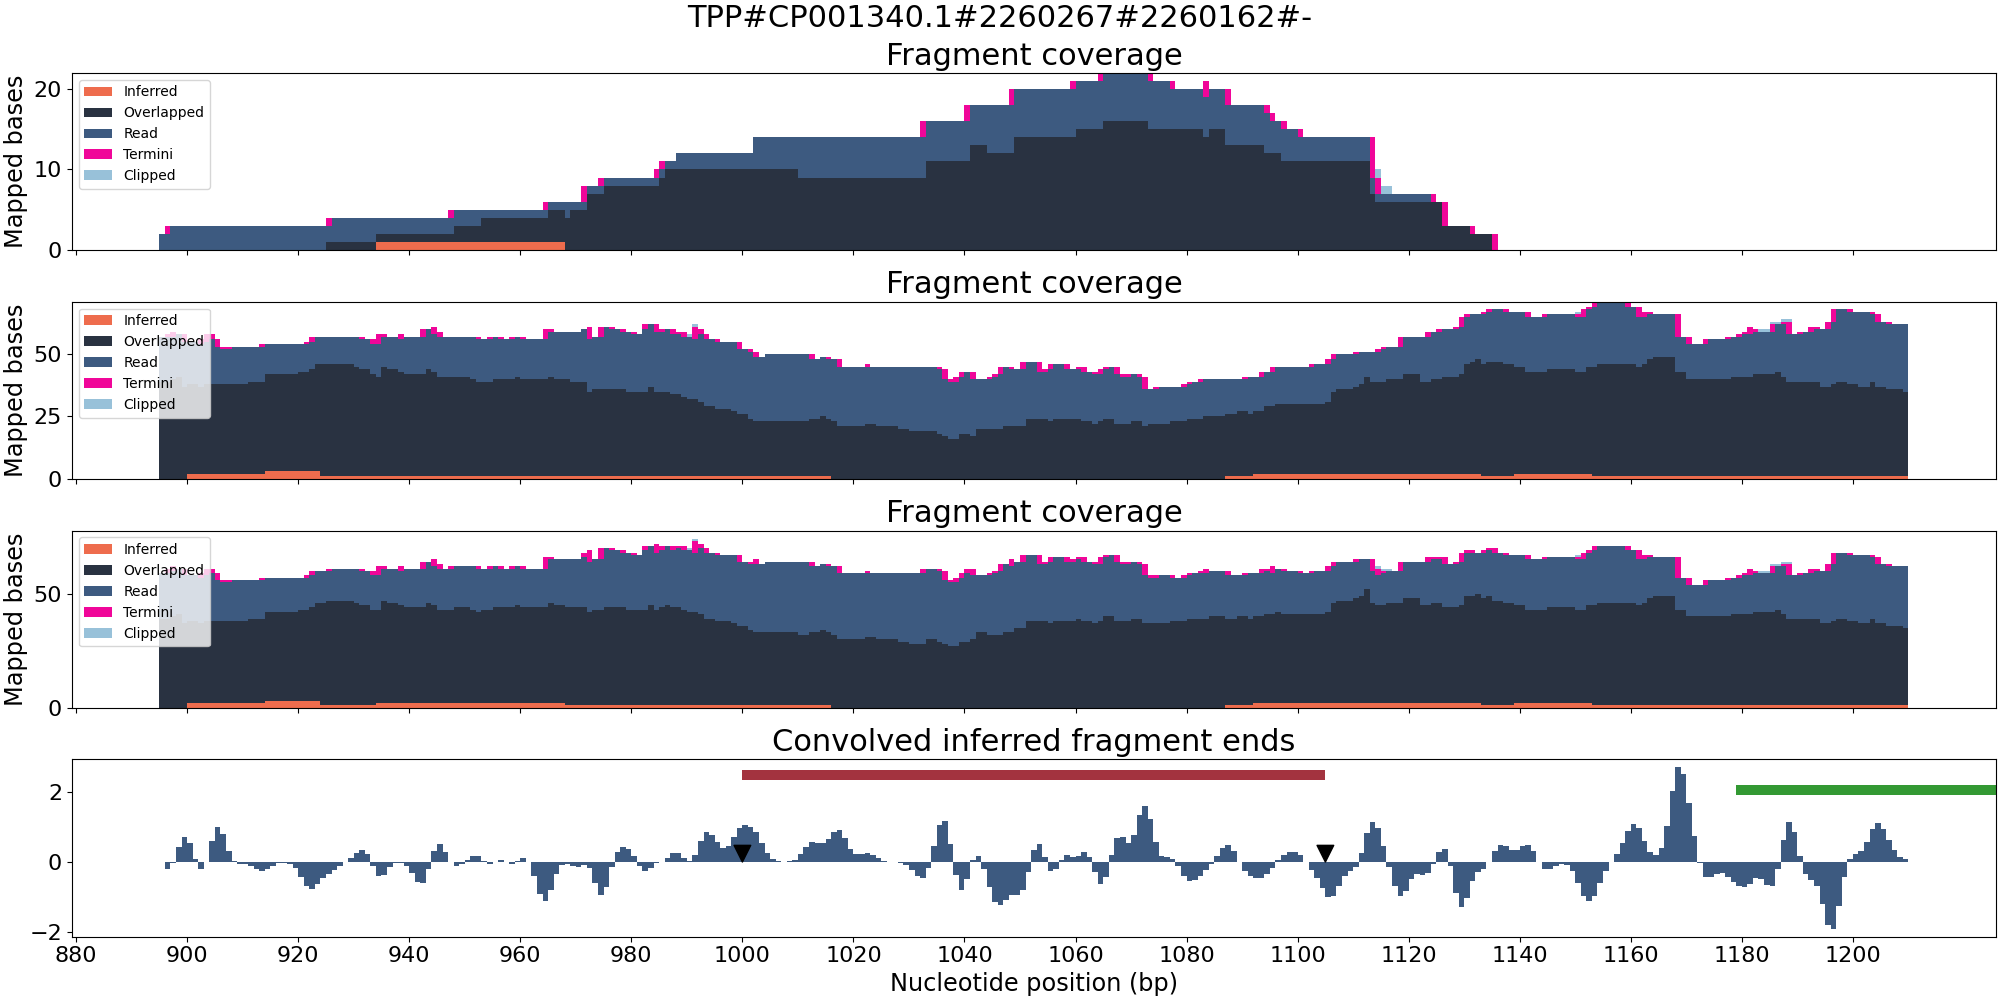 TPP#CP001340.1#2260267#2260162#-
Fragment coverage
Mapped bases
20
10
0
Inferred
Overlapped
Read
Termini
Clipped
Fragment coverage
Mapped bases
50
25
0
Inferred
Overlapped
Read
Termini
Clipped
Fragment coverage
Mapped bases
50
0
Inferred
Overlapped
Read
Termini
Clipped
Convolved inferred fragment ends
2
0
−2
880 900 920 940 960 980 1000 1020 1040 1060 1080 1100 1120 1140 1160 1180 1200
Nucleotide position (bp)